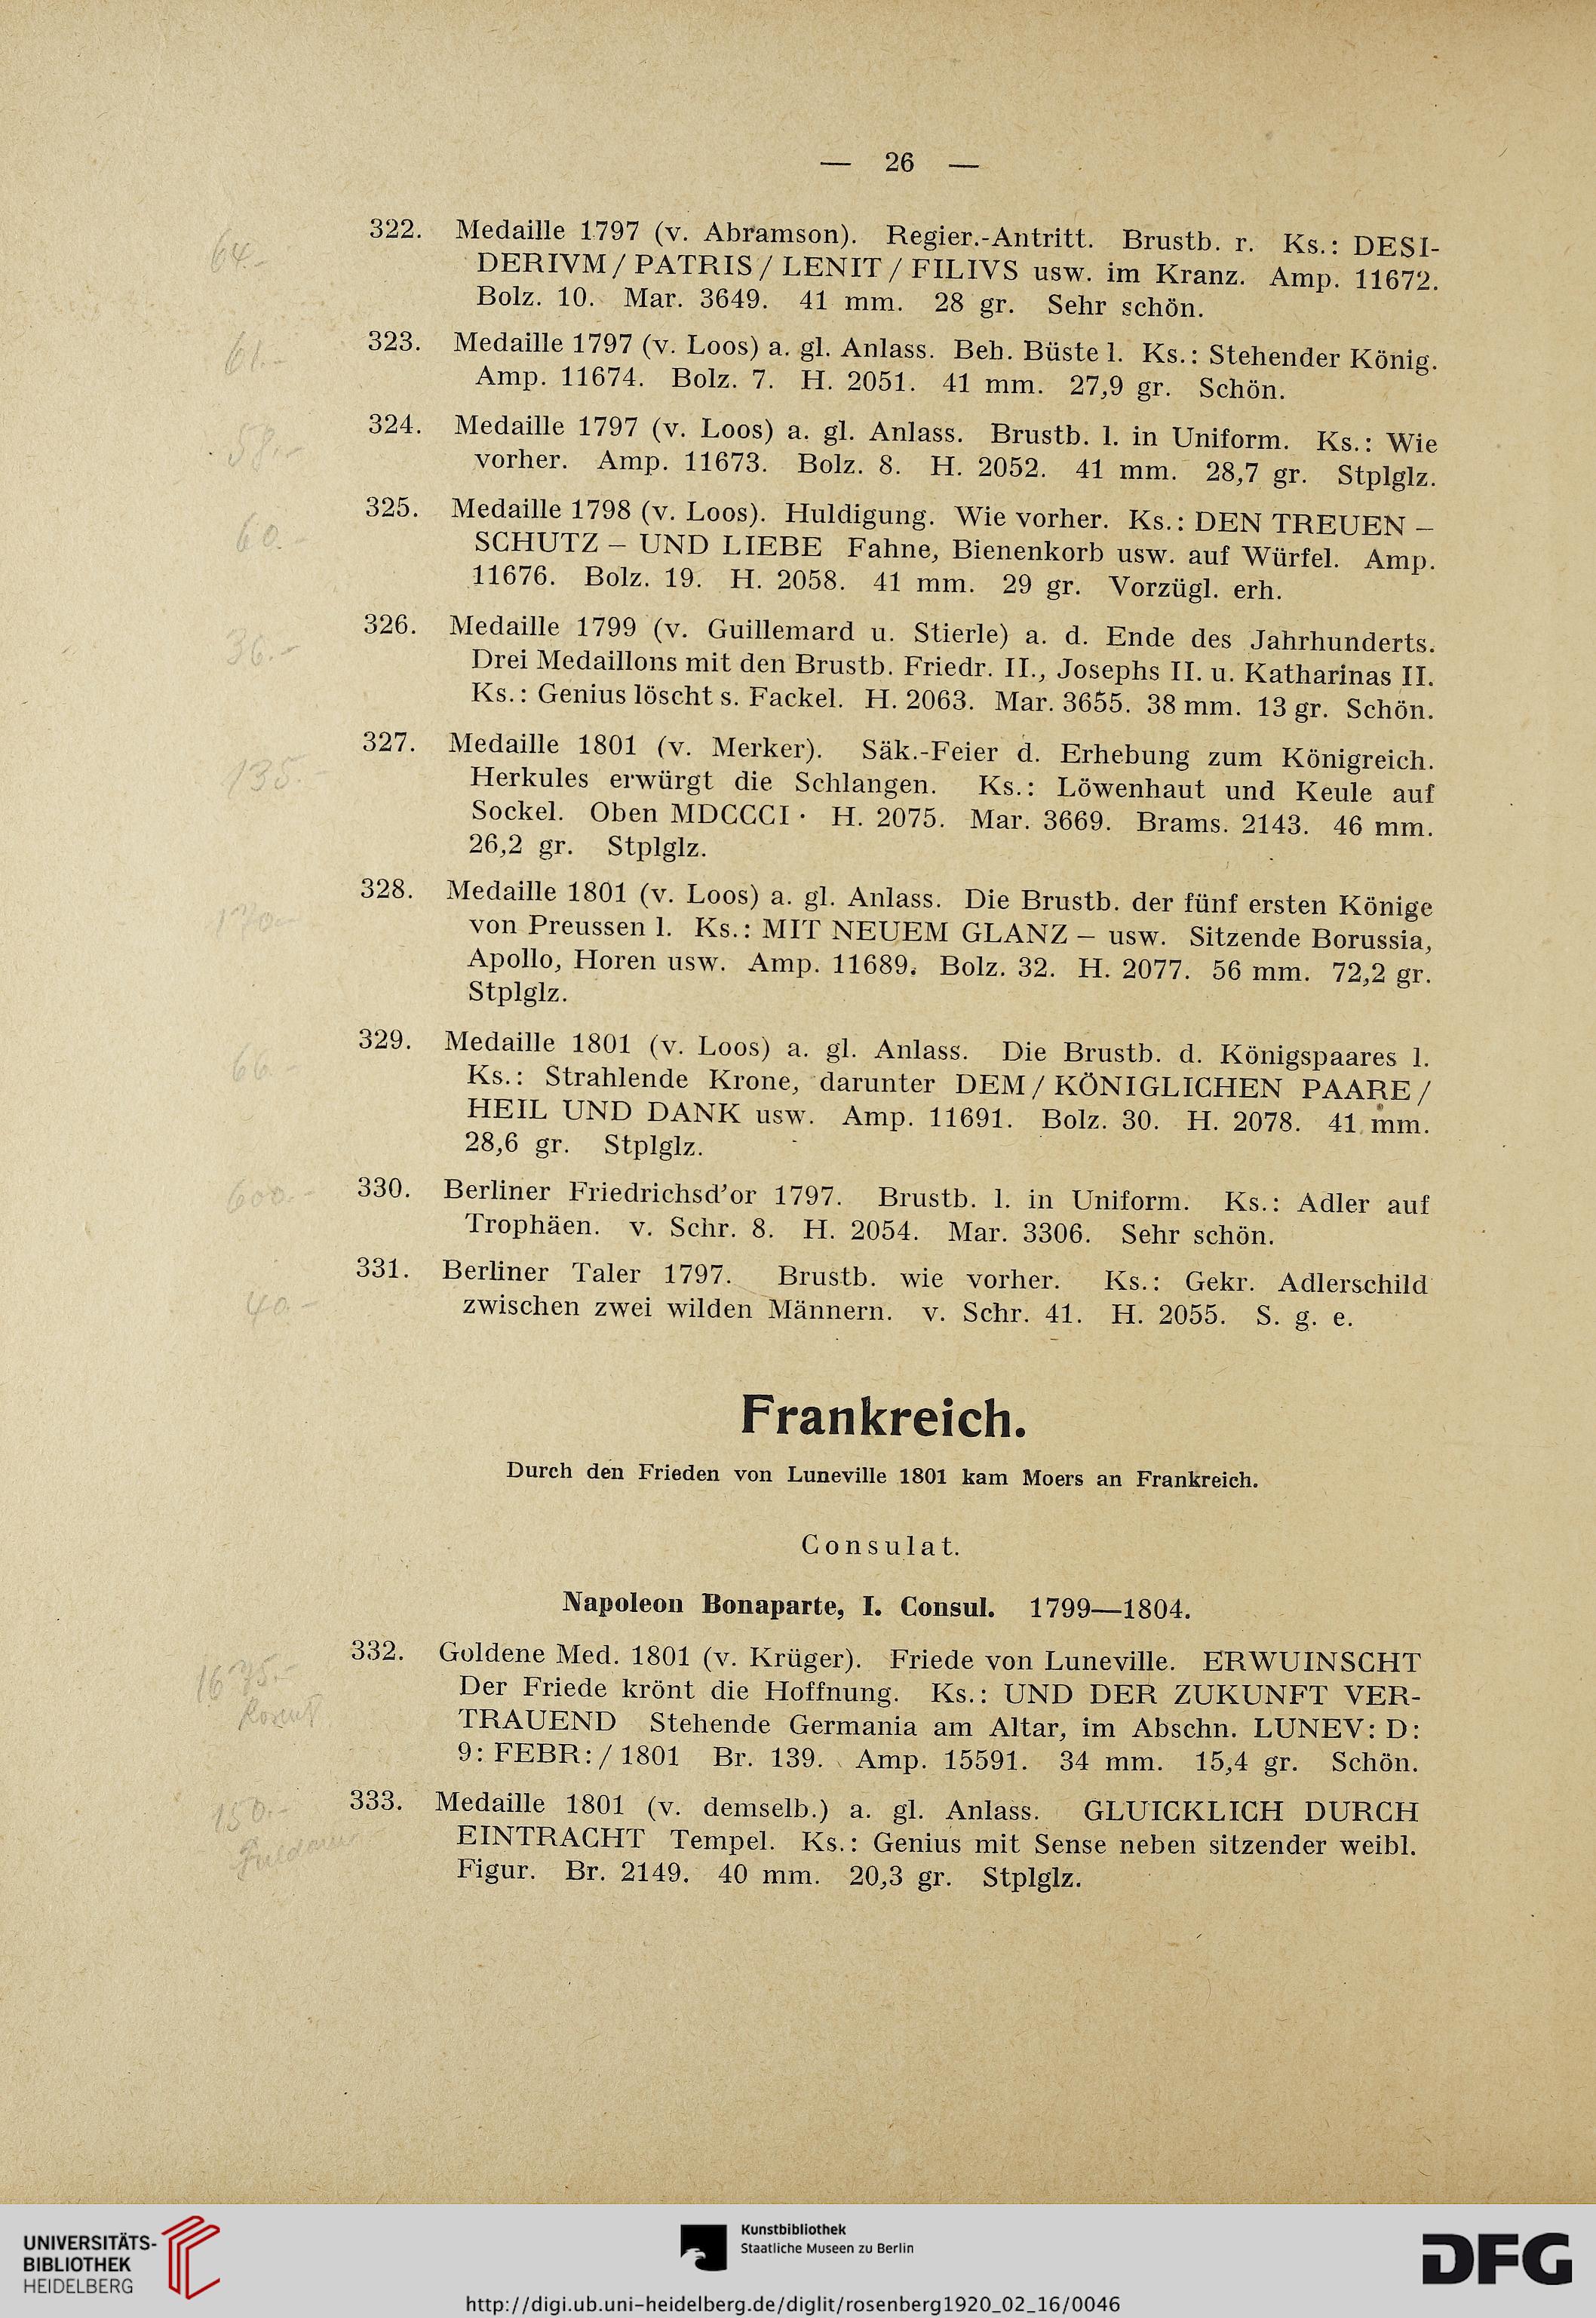 — 26 —
64.-
322. Medaille 1797 (v. Abramson). Regier.-Antritt. Brustb. r. Ks.: DESI-
DERIVM / PATRIS / LENIT / FILIVS usw. im Kranz. Amp. 11672.
Bolz. 10. Mar. 3649. 41 mm. 28 gr. Sehr schön.
61.-
323. Medaille 1797 (v. Loos) a. gl. Anlass. Beh. Büste l. Ks.: Stehender König.
Amp. 11674. Bolz. 7. H. 2051. 41 mm. 27,9 gr. Schön.
58.-
324. Medaille 1797 (v. Loos) a. gl. Anlass. Brustb. l. in Uniform. Ks.: Wie
vorher. Amp. 11673. Bolz. 8. H. 2052. 41 mm. 28,7 gr. Stplglz.
60.-
325. Medaille 1798 (v. Loos). Huldigung. Wie vorher. Ks.: DEN TREUEN –
SCHUTZ – UND LIEBE Fahne, Bienenkorb usw. auf Würfel. Amp.
11676. Bolz. 19. H. 2058. 41 mm. 29 gr. Vorzügl. erh.
36.-
326. Medaille 1799 (v. Guillemard u. Stierle) a. d. Ende des Jahrhunderts.
Drei Medaillons mit den Brustb. Friedr. II., Josephs II. u. Katharinas II.
Ks.: Genius löscht s. Fackel. H. 2063. Mar. 3655. 38 mm. 13 gr. Schön.
135.-
327. Medaille 1801 (v. Merker). Säk.-Feier d. Erhebung zum Königreich.
Herkules erwürgt die Schlangen. Ks.: Löwenhaut und Keule auf
Sockel. Oben MDCCCI · H. 2075. Mar. 3669. Brams. 2143. 46 mm.
26,2 gr. Stplglz.
170.-
328. Medaille 1801 (v. Loos) a. gl. Anlass. Die Brustb. der fünf ersten Könige
von Preussen l. Ks.: MIT NEUEM GLANZ – usw. Sitzende Borussia,
Apollo, Horen usw. Amp. 11689. Bolz. 32. H. 2077. 56 mm. 72,2 gr.
Stplglz.
66.-
329. Medaille 1801 (v. Loos) a. gl. Anlass. Die Brustb. d. Königspaares l.
Ks.: Strahlende Krone, darunter DEM / KÖNIGLICHEN PAARE /
HEIL UND DANK usw. Amp. 11691. Bolz. 30. H. 2078. 41 mm.
28,6 gr. Stplglz.
600.-
330. Berliner Friedrichsd'or 1797. Brustb. l. in Uniform. Ks.: Adler auf
Trophäen. v. Schr. 8. H. 2054. Mar. 3306. Sehr schön.
40.-
331. Berliner Taler 1797. Brustb. wie vorher. Ks.: Gekr. Adlerschild
zwischen zwei wilden Männern. v. Schr. 41. H. 2055. S. g. e.
Frankreich.
Durch den Frieden von Luneville 1801 kam Moers an Frankreich.
Consulat.
Napoleon Bonaparte, I. Consul. 1799—1804.
1675.-
332. Goldene Med. 1801 (v. Krüger). Friede von Luneville. ERWUINSCHT
Der Friede krönt die Hoffnung. Ks.: UND DER ZUKUNFT VER-
TRAUEND Stehende Germania am Altar, im Abschn. LUNEV: D:
9: FEBR: / 1801 Br. 139. Amp. 15591. 34 mm. 15,4 gr. Schön.
150.-
333. Medaille 1801 (v. demselb.) a. gl. Anlass. GLUICKLICH DURCH
EINTRACHT Tempel. Ks.: Genius mit Sense neben sitzender weibl.
Figur. Br. 2149. 40 mm. 20,3 gr. Stplglz.
UNIVERSITÄTS-
BIBLIOTHEK
HEIDELBERG
Kunstbibliothek
Staatliche Museen zu Berlin
DFG
http://digi.ub.uni-heidelberg.de/diglit/rosenberg1920_02_16/0046